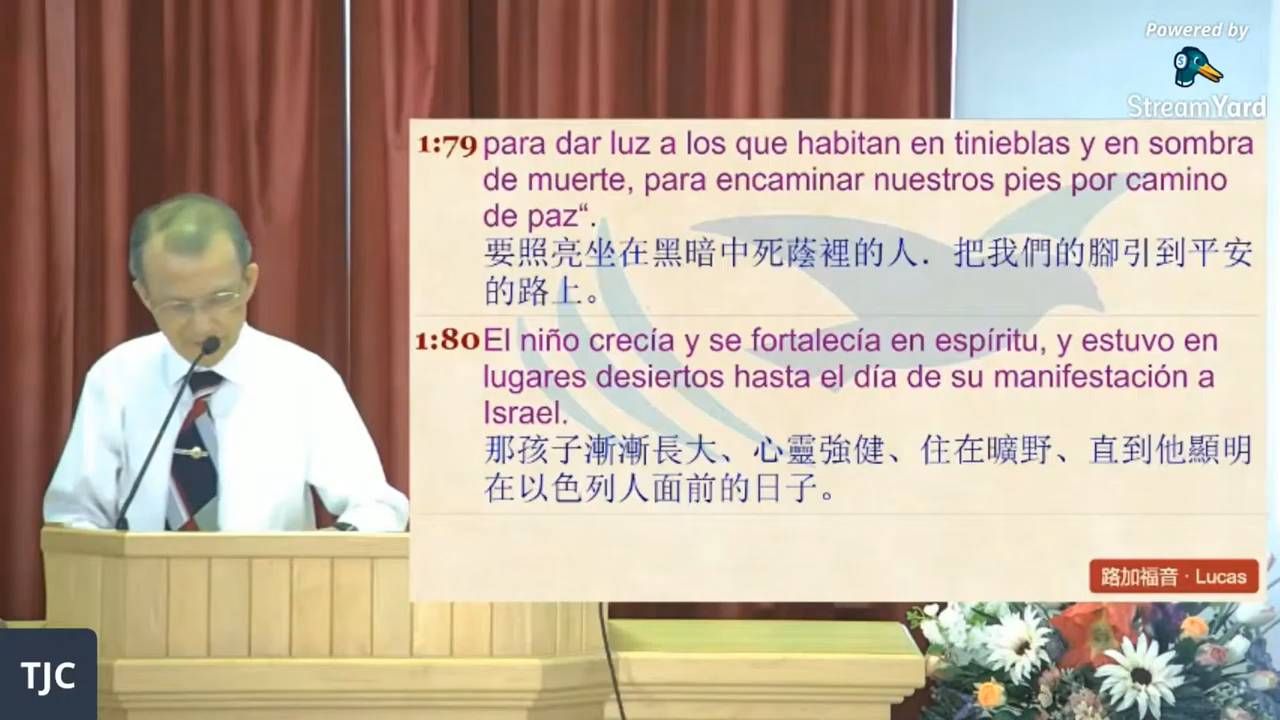 Powered by
StreamYard
1:79 para dar luz a los que habitan en tinieblas y en sombra
de muerte, para encaminar nuestros pies por camino
de paz“.
要照亮坐在黑暗中死蔭裡的人．把我們的腳引到平安
的路上。
1:80 El niño crecía y se fortalecía en espíritu, y estuvo en
lugares desiertos hasta el día de su manifestación a
Israel.
那孩子漸漸長大、心靈強健、住在曠野、直到他顯明
在以色列人面前的日子。
路加福音 · Lucas
TJC